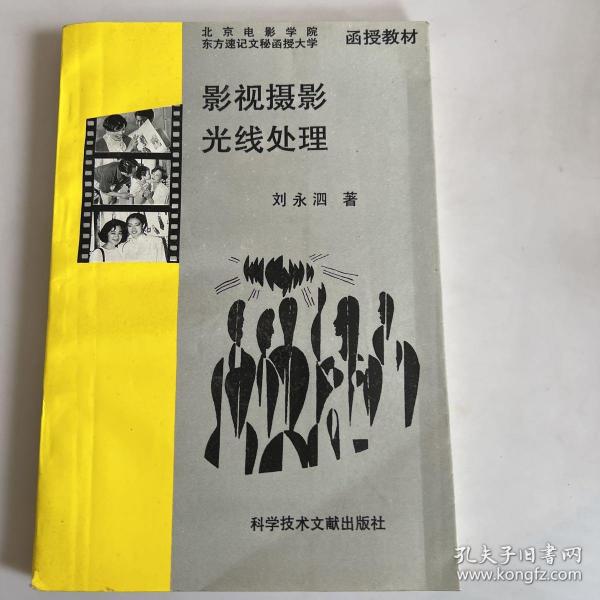 北京电影学院
东方速记文秘函授大学
函授教材
影视摄影
光线处理
刘永泗 著
科学技术文献出版社
孔夫子旧书网
www.kongfz.com